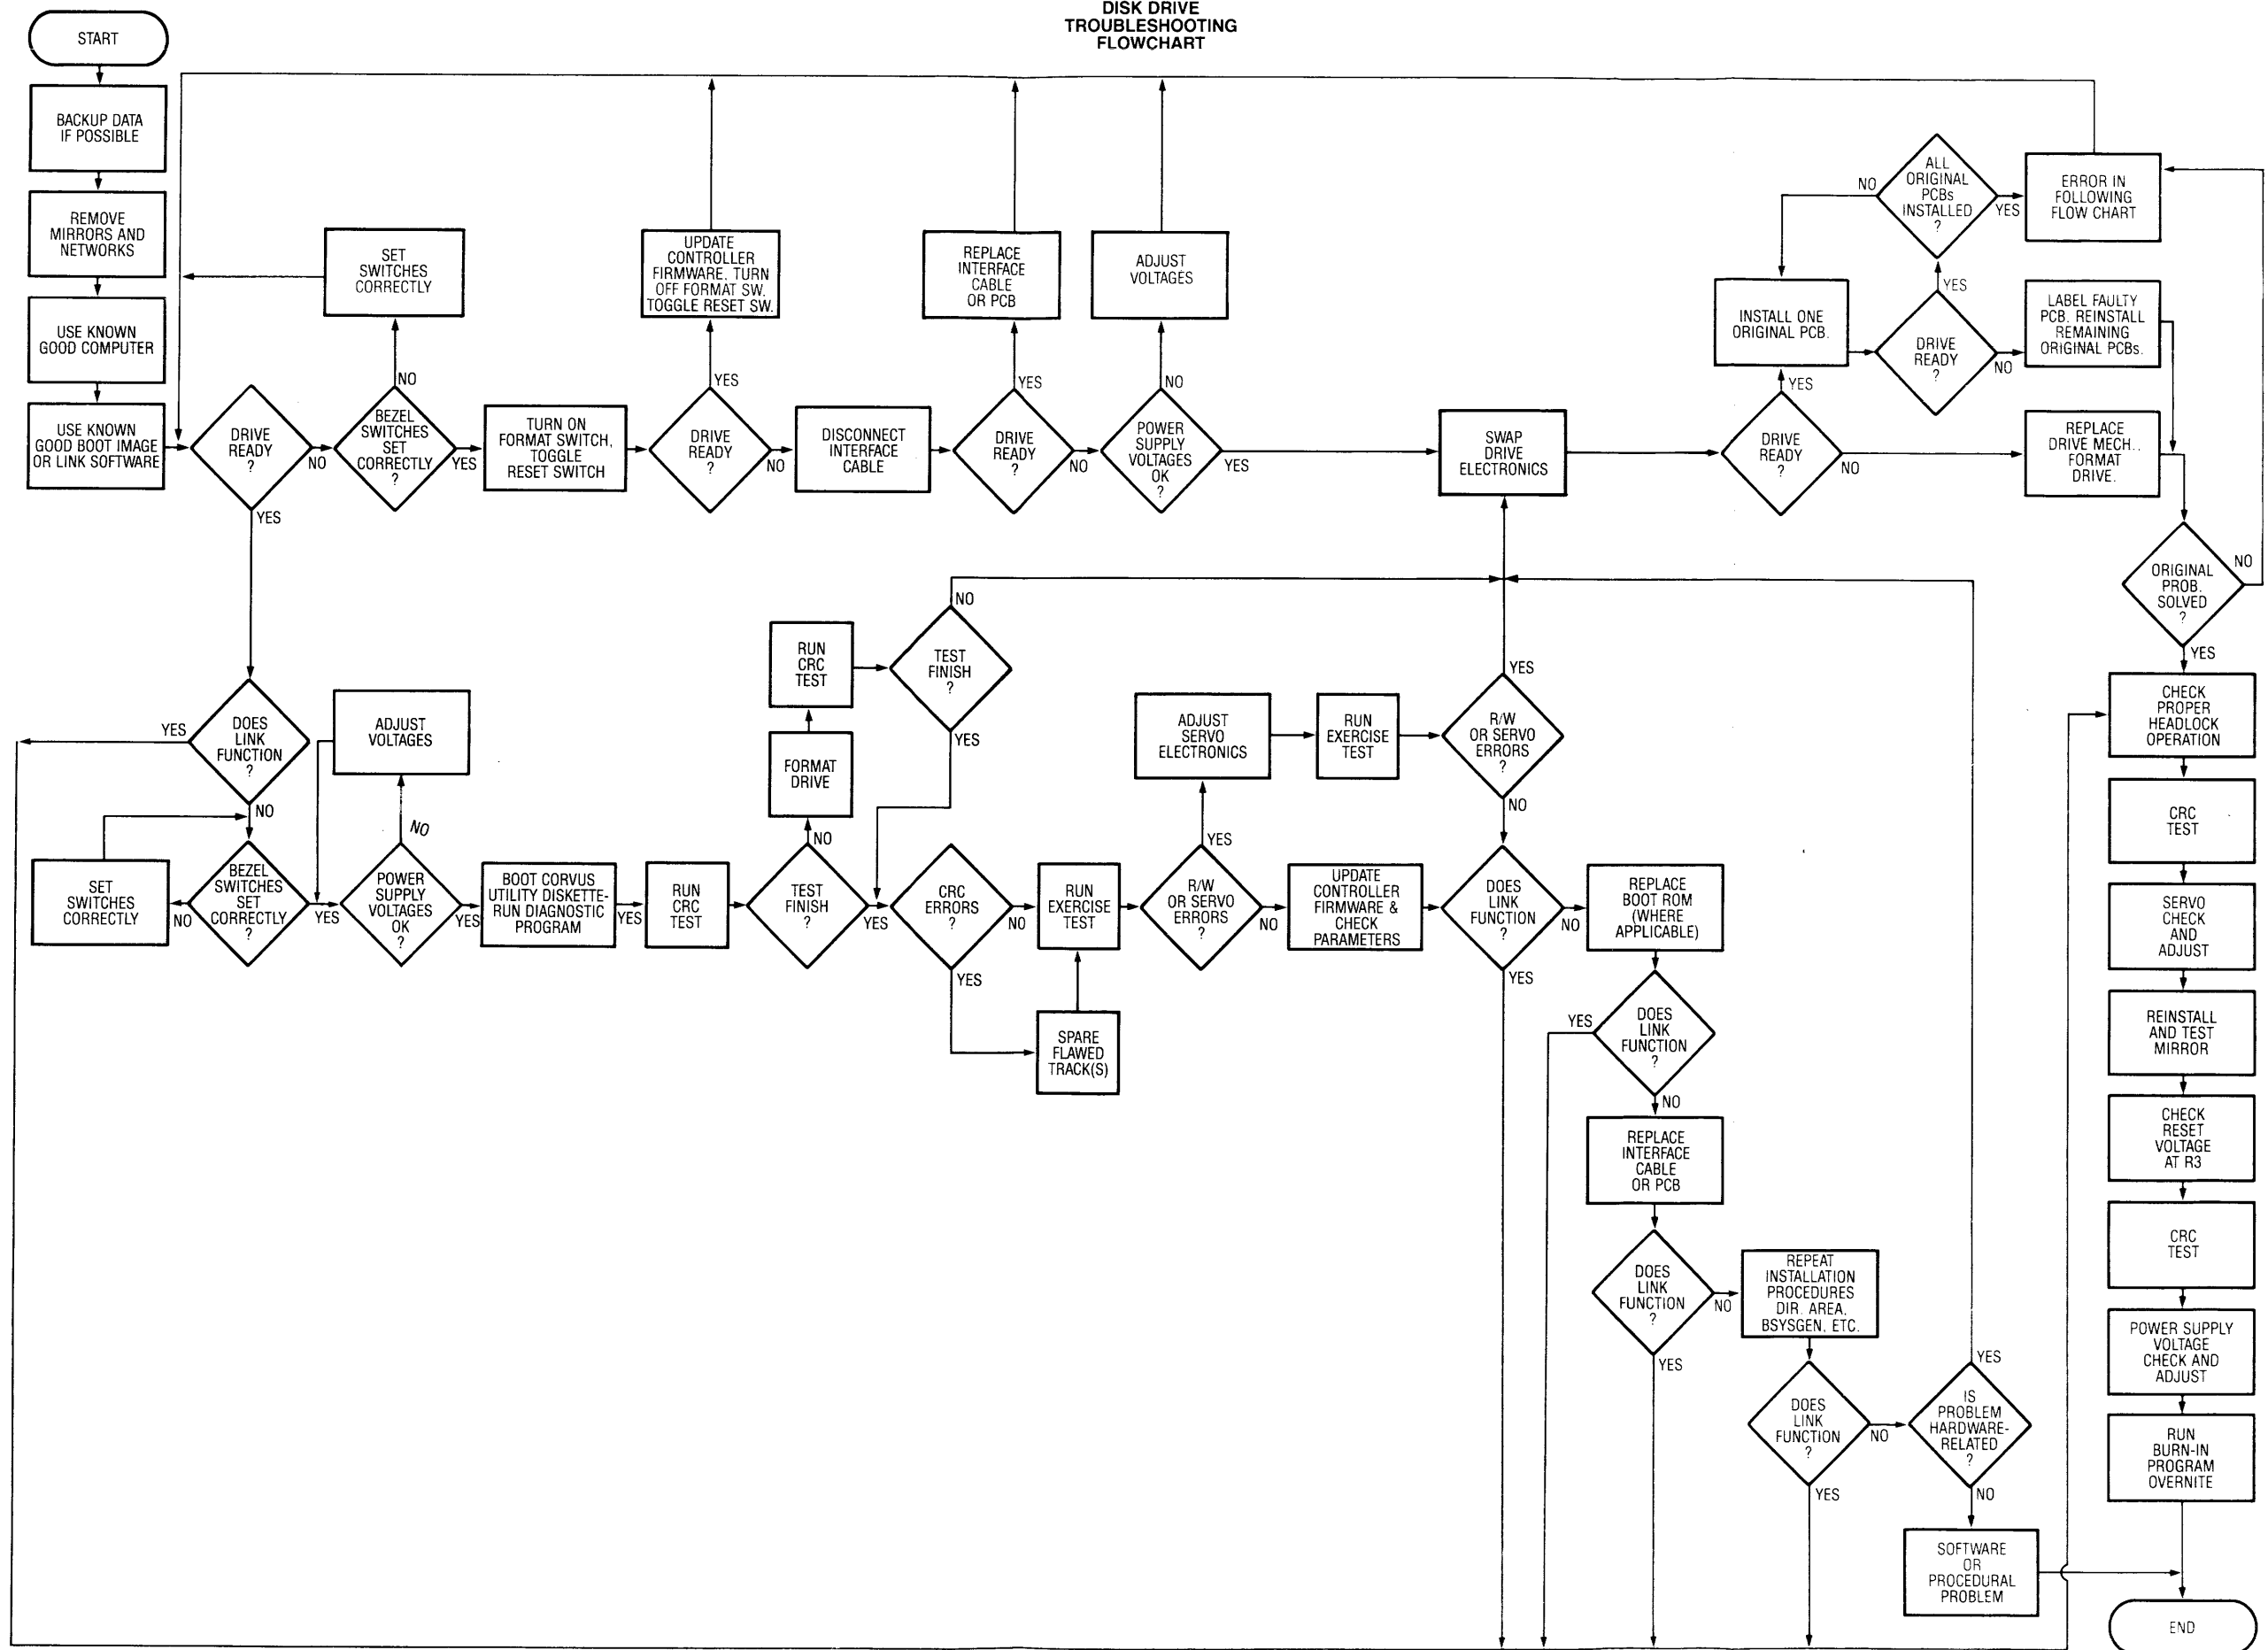 DISK DRIVE
TROUBLESHOOTING
FLOWCHART
START
BACKUP DATA
IF POSSIBLE
REMOVE
MIRRORS AND
NETWORKS
USE KNOWN
GOOD COMPUTER
USE KNOWN
GOOD BOOT IMAGE
OR LINK SOFTWARE
DRIVE
READY
?
NO
YES
SET
SWITCHES
CORRECTLY
NO
BEZEL
SWITCHES
SET
CORRECTLY
?
YES
TURN ON
FORMAT SWITCH,
TOGGLE
RESET SWITCH
UPDATE
CONTROLLER
FIRMWARE. TURN
OFF FORMAT SW.
TOGGLE RESET SW.
YES
DRIVE
READY
?
NO
DISCONNECT
INTERFACE
CABLE
REPLACE
INTERFACE
CABLE
OR PCB
YES
DRIVE
READY
?
NO
ADJUST
VOLTAGES
NO
POWER
SUPPLY
VOLTAGES
OK
?
YES
SWAP
DRIVE
ELECTRONICS
DRIVE
READY
?
YES
NO
INSTALL ONE
ORIGINAL PCB.
DRIVE
READY
?
YES
NO
ALL
ORIGINAL
PCBs
INSTALLED
?
NO
YES
ERROR IN
FOLLOWING
FLOW CHART
LABEL FAULTY
PCB. REINSTALL
REMAINING
ORIGINAL PCBs.
REPLACE
DRIVE MECH..
FORMAT
DRIVE.
ORIGINAL
PROB.
SOLVED
?
NO
YES
DOES
LINK
FUNCTION
?
YES
NO
SET
SWITCHES
CORRECTLY
NO
BEZEL
SWITCHES
SET
CORRECTLY
?
YES
ADJUST
VOLTAGES
NO
POWER
SUPPLY
VOLTAGES
OK
?
YES
BOOT CORVUS
UTILITY DISKETTE-
RUN DIAGNOSTIC
PROGRAM
YES
RUN
CRC
TEST
TEST
FINISH
?
NO
YES
FORMAT
DRIVE
RUN
CRC
TEST
TEST
FINISH
?
NO
YES
CRC
ERRORS
?
NO
YES
SPARE
FLAWED
TRACK(S)
RUN
EXERCISE
TEST
R/W
OR SERVO
ERRORS
?
YES
NO
ADJUST
SERVO
ELECTRONICS
RUN
EXERCISE
TEST
R/W
OR SERVO
ERRORS
?
YES
NO
UPDATE
CONTROLLER
FIRMWARE &
CHECK
PARAMETERS
DOES
LINK
FUNCTION
?
NO
YES
REPLACE
BOOT ROM
(WHERE
APPLICABLE)
DOES
LINK
FUNCTION
?
YES
NO
REPLACE
INTERFACE
CABLE
OR PCB
DOES
LINK
FUNCTION
?
NO
YES
REPEAT
INSTALLATION
PROCEDURES
DIR. AREA,
BSYSGEN, ETC.
DOES
LINK
FUNCTION
?
NO
YES
IS
PROBLEM
HARDWARE-
RELATED
?
YES
NO
SOFTWARE
OR
PROCEDURAL
PROBLEM
CHECK
PROPER
HEADLOCK
OPERATION
CRC
TEST
SERVO
CHECK
AND
ADJUST
REINSTALL
AND TEST
MIRROR
CHECK
RESET
VOLTAGE
AT R3
CRC
TEST
POWER SUPPLY
VOLTAGE
CHECK AND
ADJUST
RUN
BURN-IN
PROGRAM
OVERNITE
END